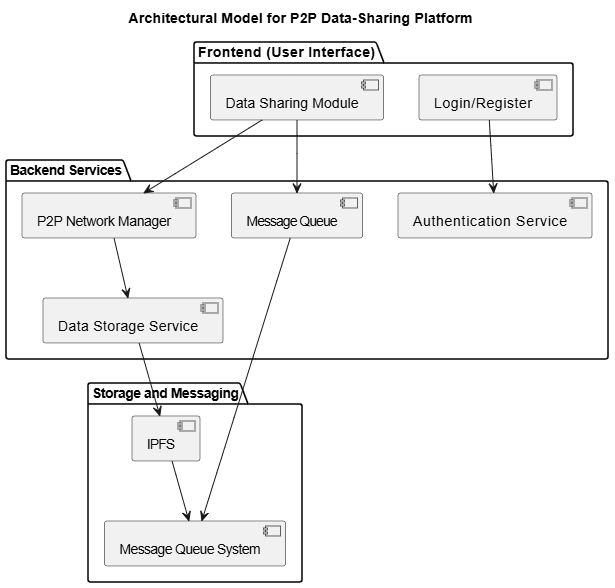 Architectural Model for P2P Data-Sharing Platform
Frontend (User Interface)
Data Sharing Module
Login/Register
Backend Services
P2P Network Manager
Message Queue
Authentication Service
Data Storage Service
Storage and Messaging
IPFS
Message Queue System